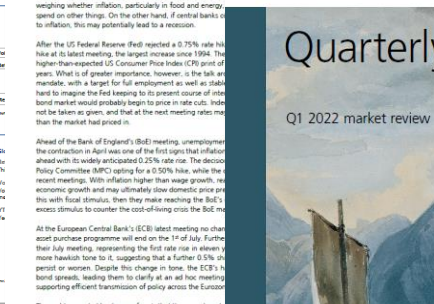 weighing whether inflation, particularly in food and energy,
spend on other things. On the other hand, if central banks o
to inflation, this may potentially lead to a recession.
After the US Federal Reserve (Fed) rejected a 0.75% rate hik
hike at its latest meeting, the largest increase since 1994. The
higher-than-expected US Consumer Price Index (CPI) print of
years. What is of greater importance, however, is the talk are
mandate, with a target for full employment as well as stable
hard to imagine the Fed keeping to its present course of inter
bond market would probably begin to price in rate cuts. Inde
not be taken as given, and that at the next meeting rates may
than the market had priced in.
Ahead of the Bank of England's (BoE) meeting, unemploymen
the contraction in April was one of the first signs that inflation
ahead with its widely anticipated 0.25% rate rise. The decisio
Policy Committee (MPC) opting for a 0.50% hike, while the
recent meetings. With inflation higher than wage growth, rea
economic growth and may ultimately slow domestic price pre
this with fiscal stimulus, then they make reaching the BoE's
excess stimulus to counter the cost-of-living crisis the BoE ma
At the European Central Bank's (ECB) latest meeting no chan
asset purchase programme will end on the 1st of July. Furthe
their July meeting, representing the first rate rise in eleven y
more hawkish tone to it, suggesting that a further 0.5% sh
persist or worsen. Despite this change in tone, the ECB's h
bond spreads, leading them to clarify at an ad hoc meeting
supporting efficient transmission of policy across the Eurozon
Quarterly
Q1 2022 market review